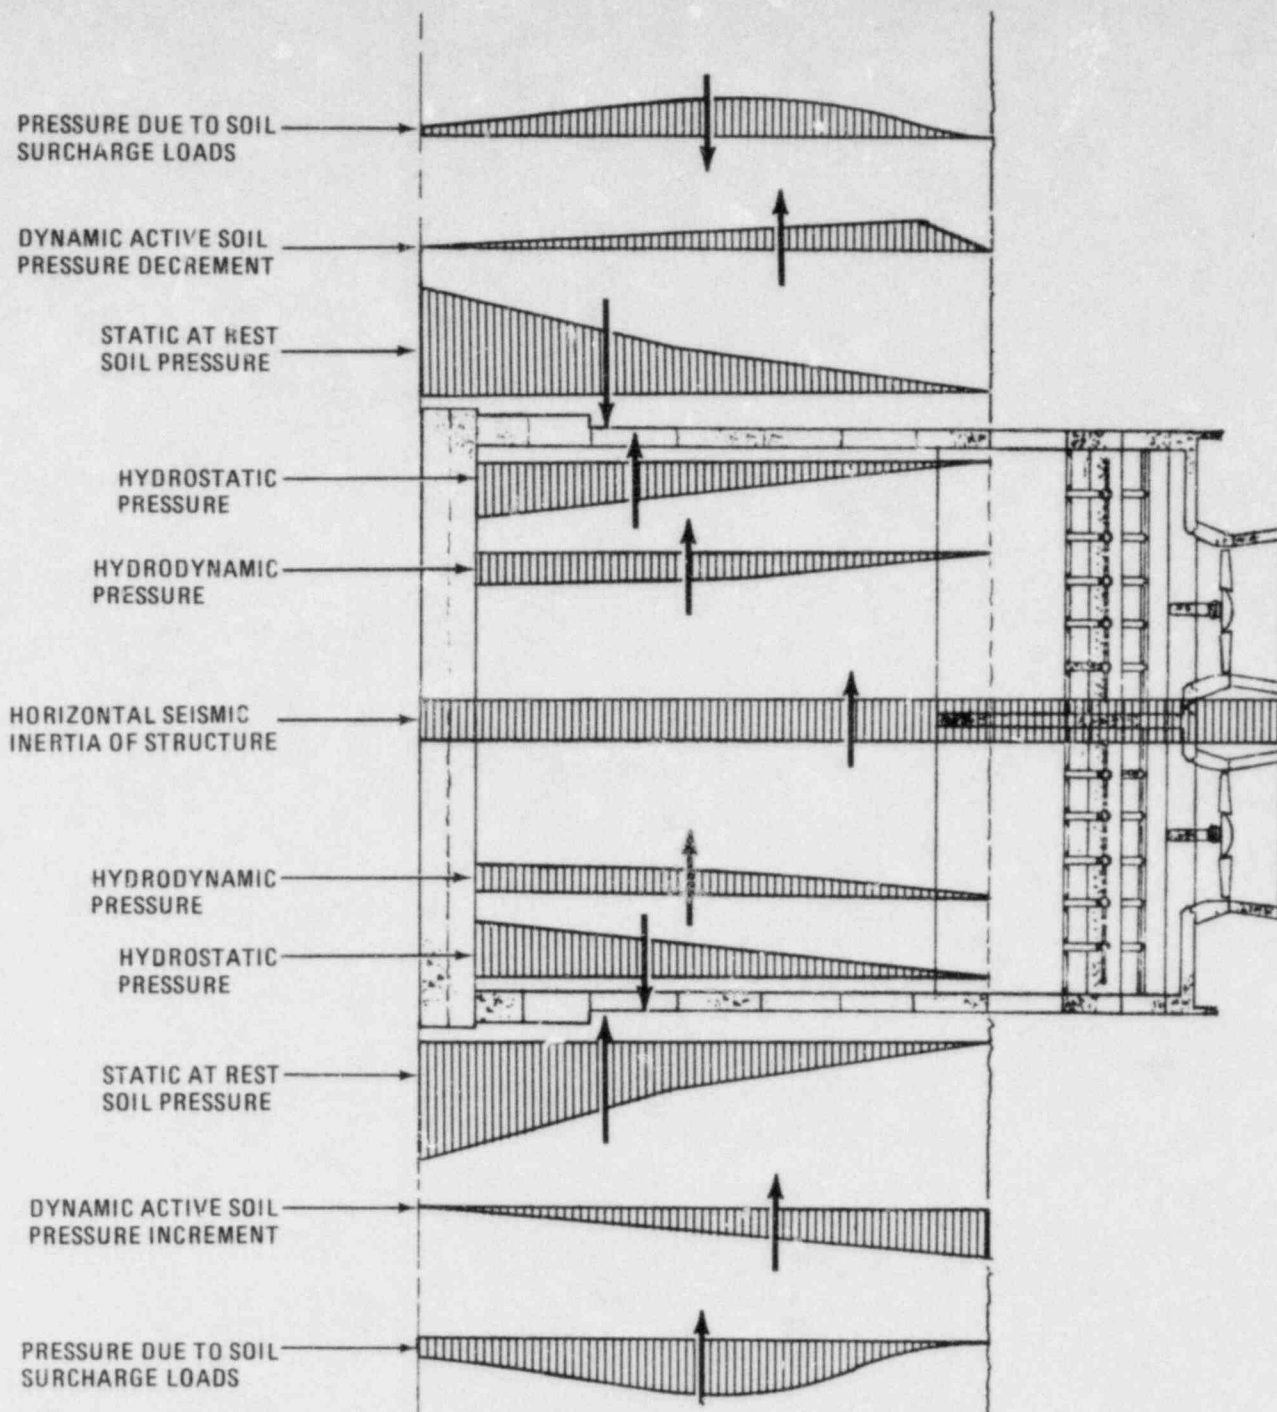 PRESSURE DUE TO SOIL
SURCHARGE LOADS
DYNAMIC ACTIVE SOIL
PRESSURE DECREMENT
STATIC AT REST
SOIL PRESSURE
HYDROSTATIC
PRESSURE
HYDRODYNAMIC
PRESSURE
HORIZONTAL SEISMIC
INERTIA OF STRUCTURE
HYDRODYNAMIC
PRESSURE
HYDROSTATIC
PRESSURE
STATIC AT REST
SOIL PRESSURE
DYNAMIC ACTIVE SOIL
PRESSURE INCREMENT
PRESSURE DUE TO SOIL
SURCHARGE LOADS